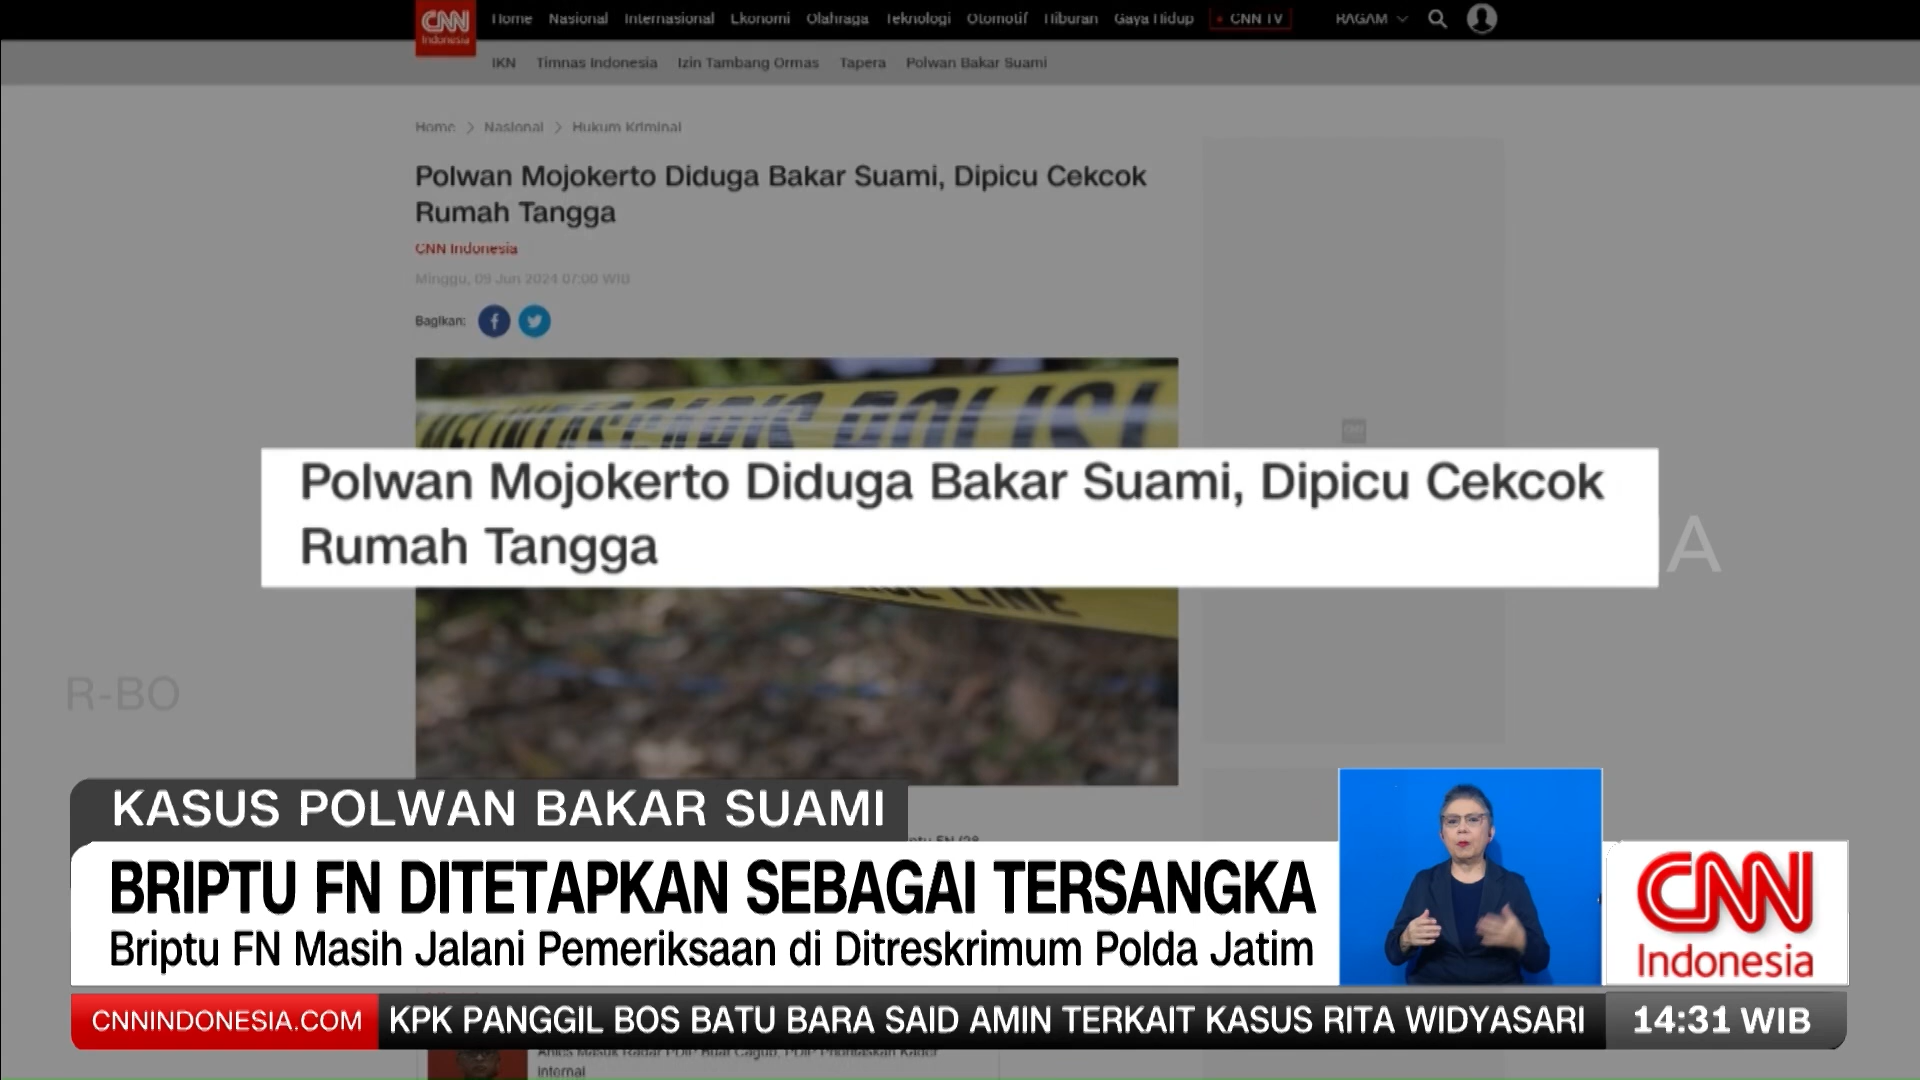 CNN
Indonesia
Home Nasional Internasional Ekonomi Olahraga Teknologi Otomotif Hiburan Gaya Hidup CNN TV RAGAM
IKN Timnas Indonesia Izin Tambang Ormas Tapera Polwan Bakar Suami
Home > Nasional > Hukum Kriminal
Polwan Mojokerto Diduga Bakar Suami, Dipicu Cekcok
Rumah Tangga
CNN Indonesia
Minggu, 09 Jun 2024 07:00 WIB
Bagikan:
POLISI
Polwan Mojokerto Diduga Bakar Suami, Dipicu Cekcok
Rumah Tangga
A
LINE
R-BO
KASUS POLWAN BAKAR SUAMI
BRIPTU FN DITETAPKAN SEBAGAI TERSANGKA
Briptu FN Masih Jalani Pemeriksaan di Ditreskrimum Polda Jatim
CNN
Indonesia
CNNINDONESIA.COM KPK PANGGIL BOS BATU BARA SAID AMIN TERKAIT KASUS RITA WIDYASARI 14:31 WIB
Internal